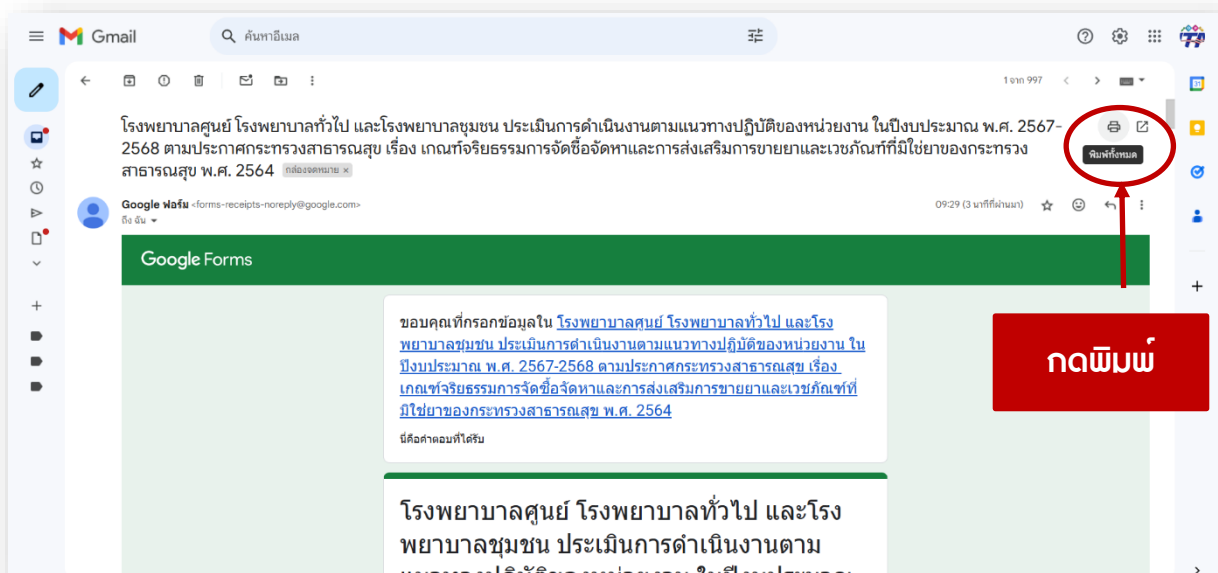 Gmail
ค้นหาอีเมล
1 จาก 997
โรงพยาบาลศูนย์ โรงพยาบาลทั่วไป และโรงพยาบาลชุมชน ประเมินการดำเนินงานตามแนวทางปฏิบัติของหน่วยงาน ในปีงบประมาณ พ.ศ. 2567-
2568 ตามประกาศกระทรวงสาธารณสุข เรื่อง เกณฑ์จริยธรรมการจัดซื้อจัดหาและการส่งเสริมการขายยาและเวชภัณฑ์ที่มิใช่ยาของกระทรวง
สาธารณสุข พ.ศ. 2564 กล่องจดหมาย ×
พิมพ์ทั้งหมด
Google ฟอร์ม <forms-receipts-noreply@google.com>
09:29 (3 นาทีที่ผ่านมา)
ถึง ฉัน
Google Forms
ขอบคุณที่กรอกข้อมูลใน โรงพยาบาลศูนย์ โรงพยาบาลทั่วไป และโรง
พยาบาลชุมชน ประเมินการดำเนินงานตามแนวทางปฏิบัติของหน่วยงาน ใน
ปีงบประมาณ พ.ศ. 2567-2568 ตามประกาศกระทรวงสาธารณสุข เรื่อง
เกณฑ์จริยธรรมการจัดซื้อจัดหาและการส่งเสริมการขายยาและเวชภัณฑ์ที่
มิใช่ยาของกระทรวงสาธารณสุข พ.ศ. 2564
นี่คือคำตอบที่ได้รับ
กดพิมพ์
โรงพยาบาลศูนย์ โรงพยาบาลทั่วไป และโรง
พยาบาลชุมชน ประเมินการดำเนินงานตาม